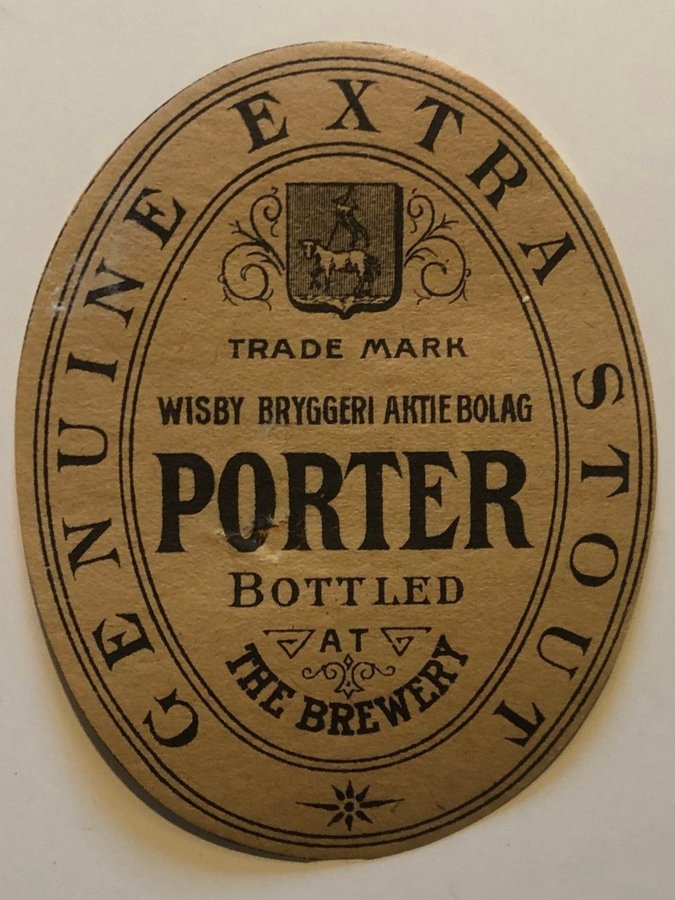 GENUINE EXTRA STOUT
TRADE MARK
WISBY BRYGGERI AKTIE BOLAG
PORTER
BOTTLED
AT
THE BREWERY